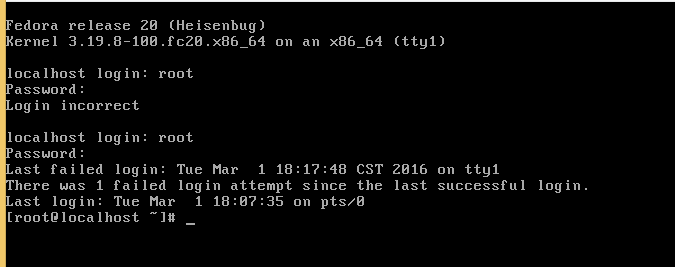 Fedora release 20 (Heisenbug)
Kernel 3.19.8-100.fc20.x86_64 on an x86_64 (tty1)
localhost login: root
Password:
Login incorrect
localhost login: root
Password:
Last failed login: Tue Mar  1 18:17:48 CST 2016 on tty1
There was 1 failed login attempt since the last successful login.
Last login: Tue Mar  1 18:07:35 on pts/0
[root@localhost ~]# _